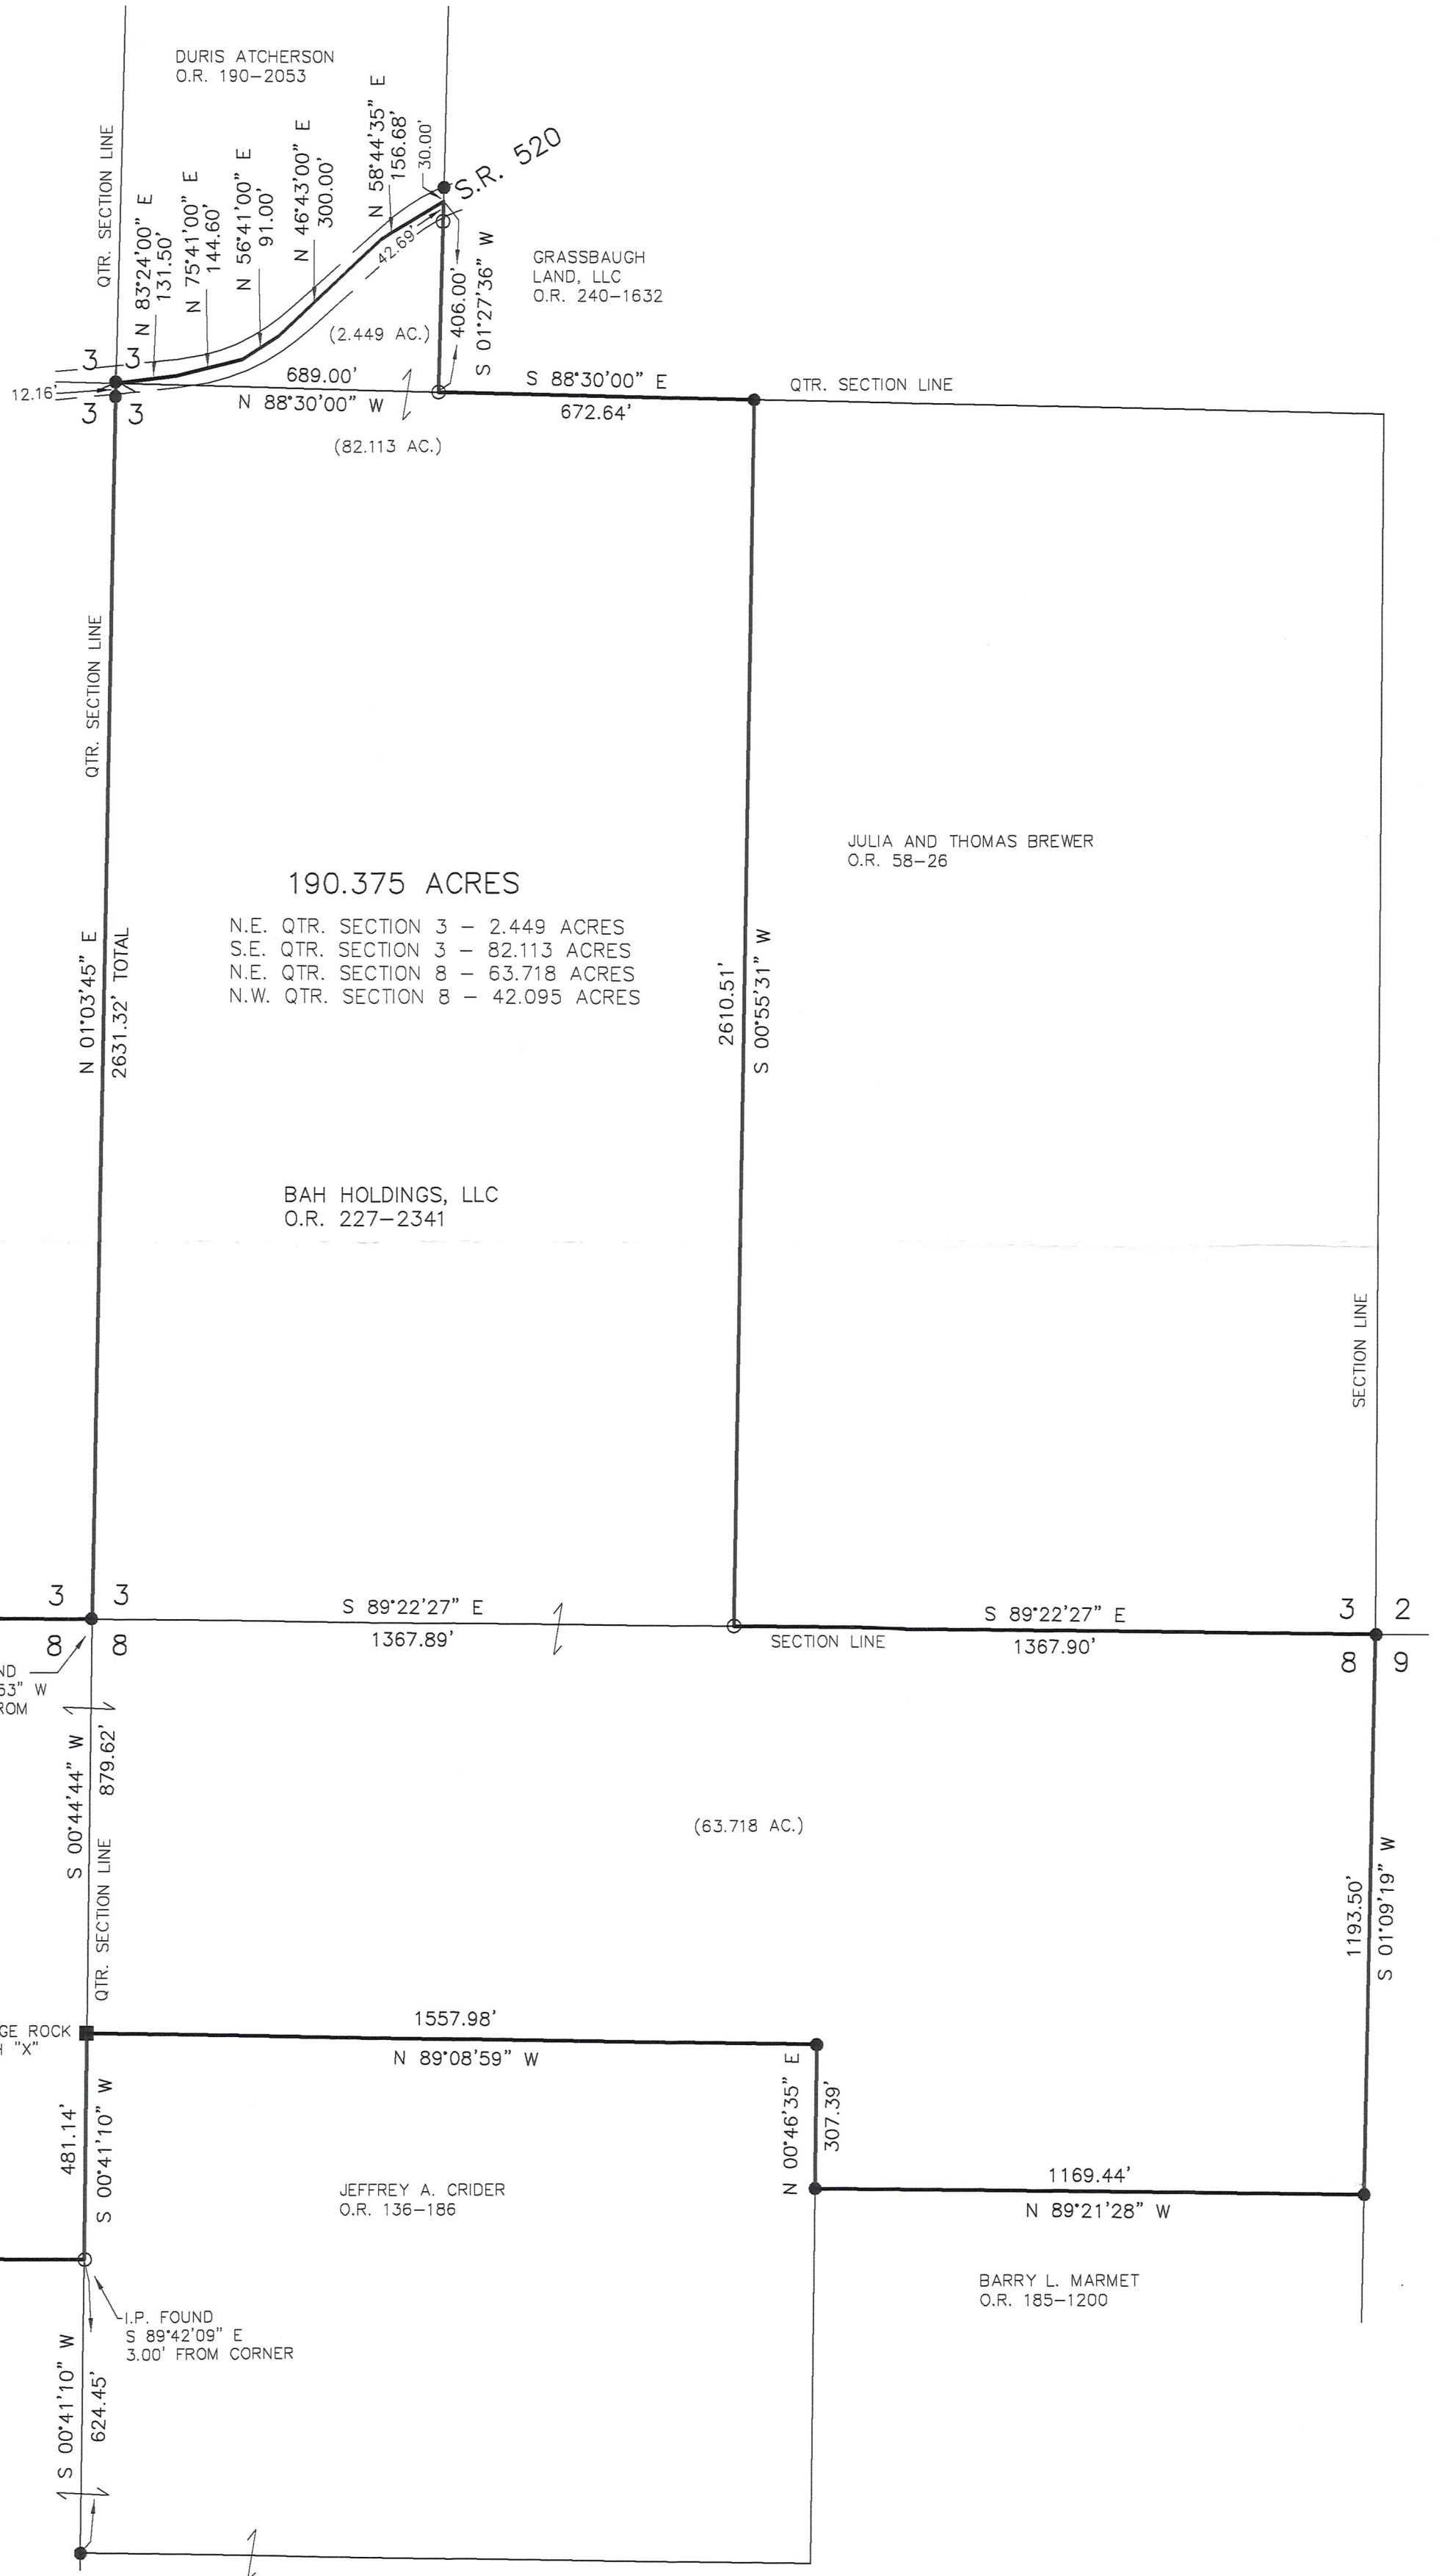 DURIS ATCHERSON
O.R. 190-2053
QTR. SECTION LINE
N 83°24'00" E
131.50'
N 75°41'00" E
144.60'
N 56°41'00" E
91.00'
N 46°43'00" E
300.00'
N 58°44'35" E
156.68'
30.00'
S.R. 520
42.69'
406.00'
S 01°27'36" W
GRASSBAUGH
LAND, LLC
O.R. 240-1632
(2.449 AC.)
3 3
12.16'
3 3
689.00'
N 88°30'00" W
S 88°30'00" E
672.64'
QTR. SECTION LINE
(82.113 AC.)
QTR. SECTION LINE
JULIA AND THOMAS BREWER
O.R. 58-26
190.375 ACRES
N.E. QTR. SECTION 3 - 2.449 ACRES
S.E. QTR. SECTION 3 - 82.113 ACRES
N.E. QTR. SECTION 8 - 63.718 ACRES
N.W. QTR. SECTION 8 - 42.095 ACRES
N 01°03'45" E
2631.32' TOTAL
2610.51'
S 00°55'31" W
BAH HOLDINGS, LLC
O.R. 227-2341
SECTION LINE
3 3
8 8
S 89°22'27" E
1367.89'
SECTION LINE
S 89°22'27" E
1367.90'
3 2
8 9
ND
53" W
ROM
S 00°44'44" W
879.62'
QTR. SECTION LINE
(63.718 AC.)
1193.50'
S 01°09'19" W
GE ROCK
"X"
1557.98'
N 89°08'59" W
N 00°46'35" E
307.39'
481.14'
S 00°41'10" W
JEFFREY A. CRIDER
O.R. 136-186
1169.44'
N 89°21'28" W
BARRY L. MARMET
O.R. 185-1200
I.P. FOUND
S 89°42'09" E
3.00' FROM CORNER
S 00°41'10" W
624.45'